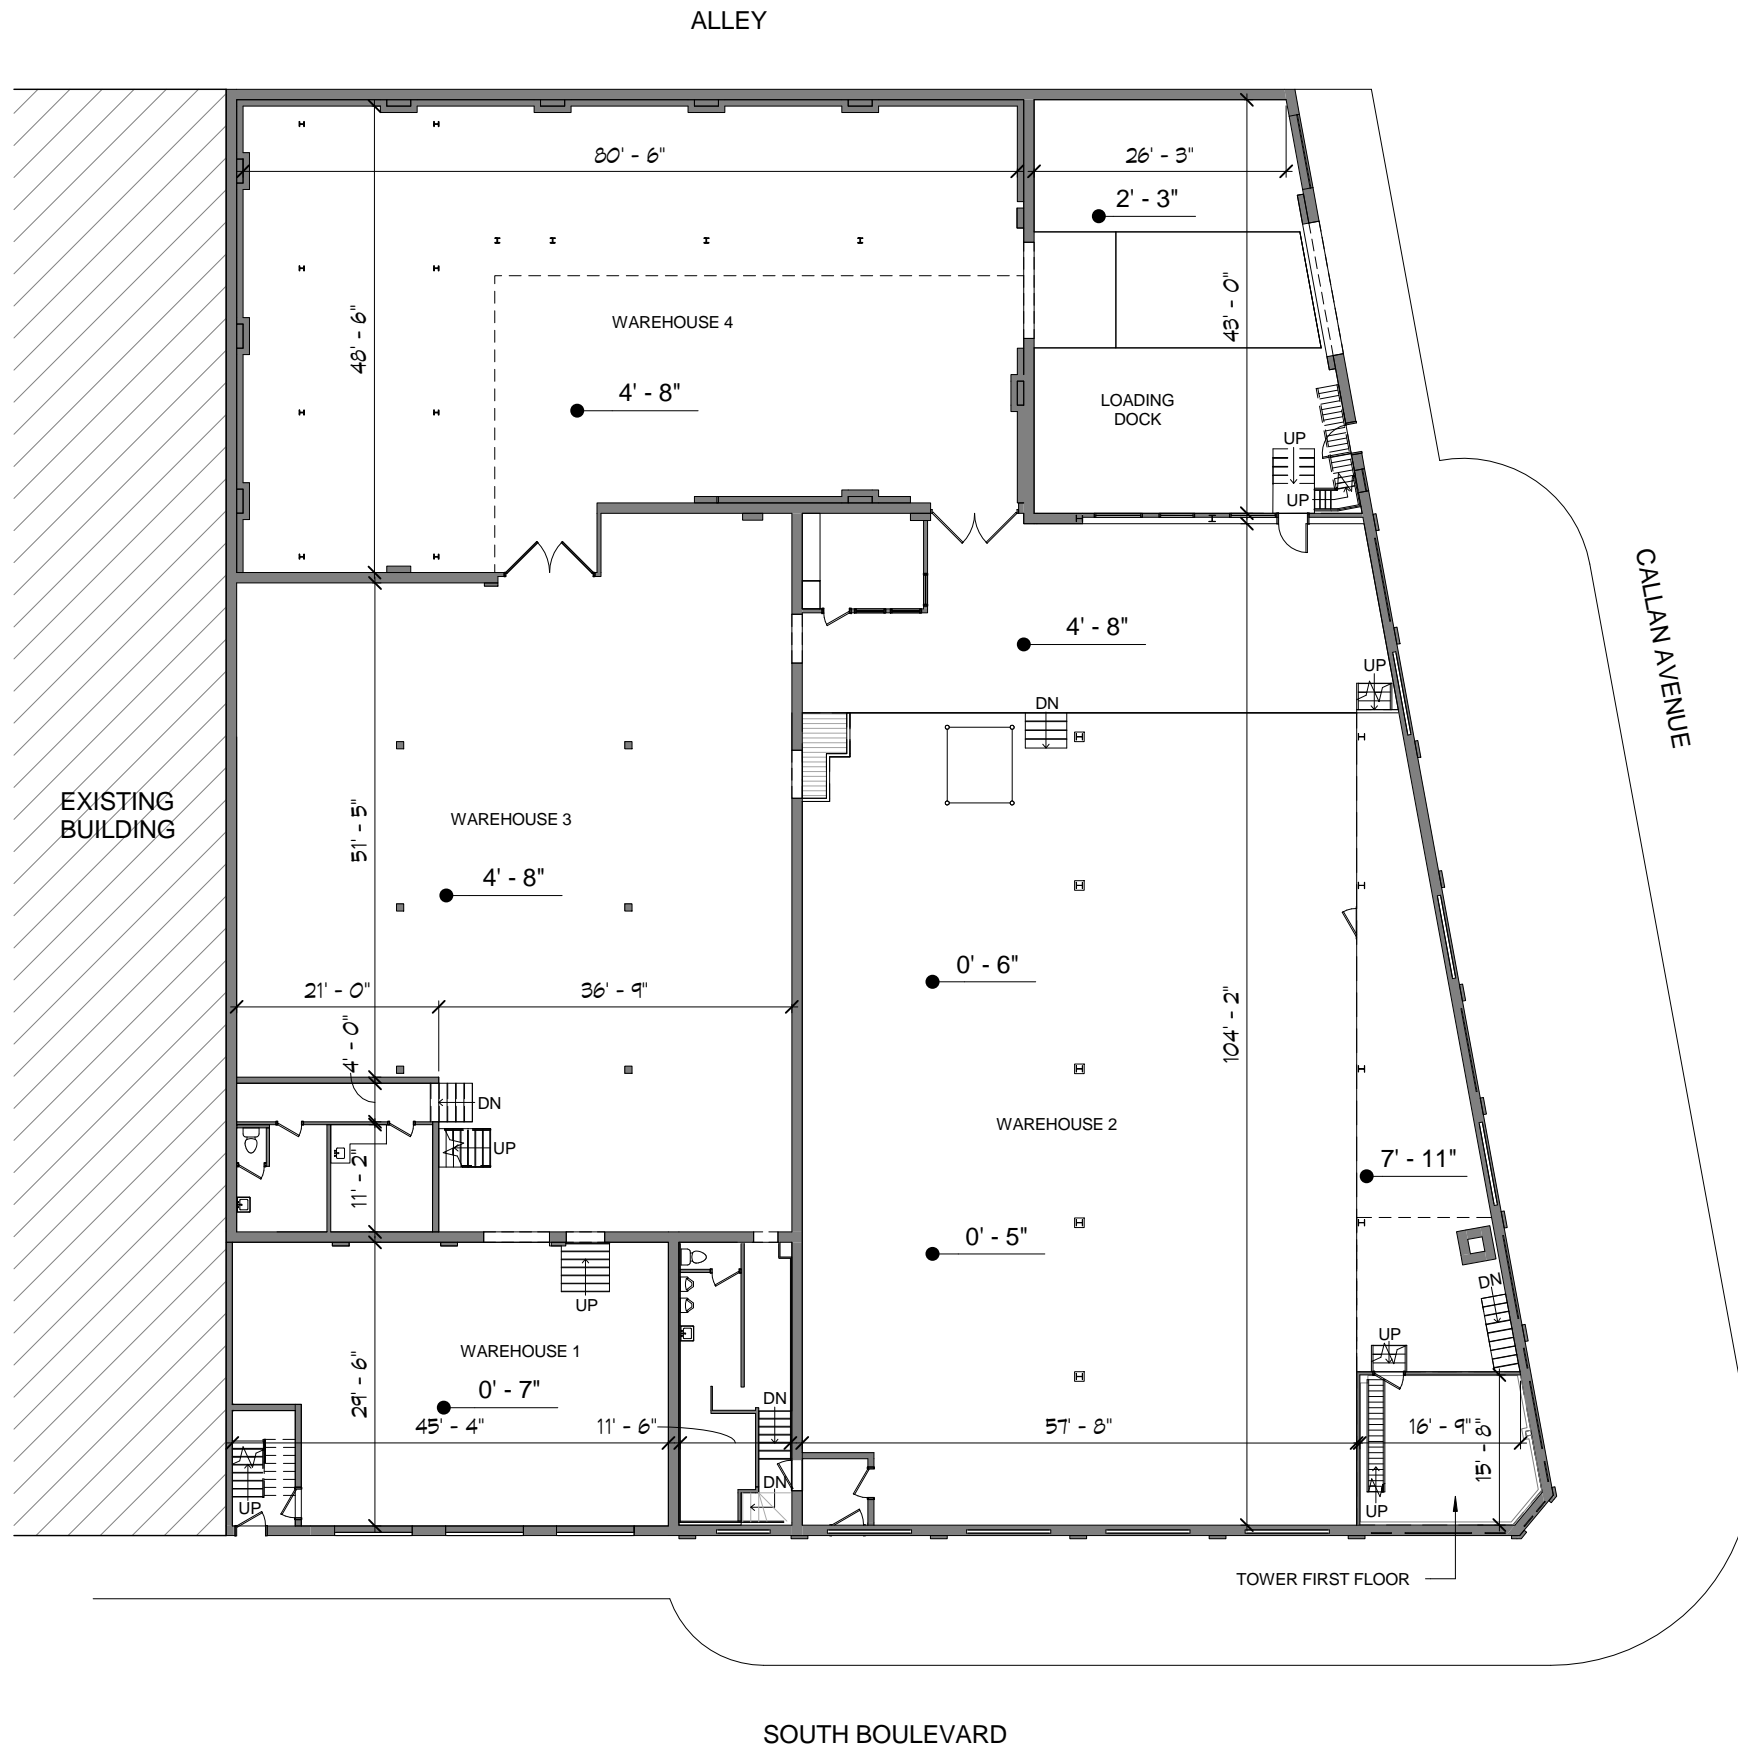 ALLEY
80' - 6"
26' - 3"
2' - 3"
48' - 6"
43' - 0"
WAREHOUSE 4
4' - 8"
LOADING
DOCK
UP
UP
CALLAN AVENUE
4' - 8"
UP
DN
EXISTING
BUILDING
51' - 5"
WAREHOUSE 3
4' - 8"
0' - 6"
21' - 0"
36' - 9"
104' - 2"
4' - 0"
DN
WAREHOUSE 2
UP
11' - 2"
7' - 11"
0' - 5"
DN
UP
UP
WAREHOUSE 1
29' - 6"
0' - 7"
DN
45' - 4"
11' - 6"
57' - 8"
16' - 9"
15' - 8"
DN
UP
UP
TOWER FIRST FLOOR
SOUTH BOULEVARD